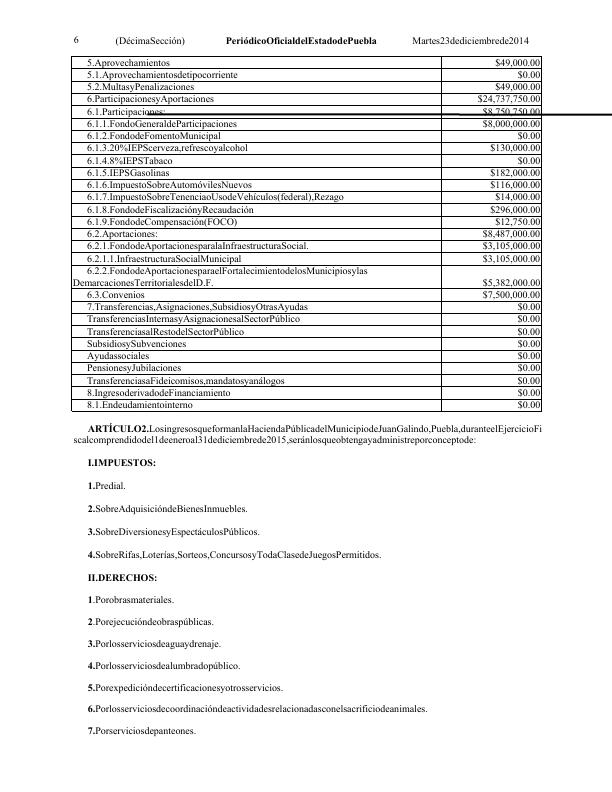 6 (DécimaSección) PeriódicoOficialdelEstadodePuebla Martes23dediciembrede2014
5.Aprovechamientos $49,000.00
5.1.Aprovechamientosdetipocorriente $0.00
5.2.MultasyPenalizaciones $49,000.00
6.ParticipacionesyAportaciones $24,737,750.00
6.1.Participaciones: $8,750,750.00
6.1.1.FondoGeneraldeParticipaciones $8,000,000.00
6.1.2.FondodeFomentoMunicipal $0.00
6.1.3.20%IEPScerveza,refrescoyalcohol $130,000.00
6.1.4.8%IEPSTabaco $0.00
6.1.5.IEPSGasolinas $182,000.00
6.1.6.ImpuestoSobreAutomóvilesNuevos $116,000.00
6.1.7.ImpuestoSobreTenenciaoUsodeVehículos(federal),Rezago $14,000.00
6.1.8.FondodeFiscalizaciónyRecaudación $296,000.00
6.1.9.FondodeCompensación(FOCO) $12,750.00
6.2.Aportaciones: $8,487,000.00
6.2.1.FondodeAportacionesparalaInfraestructuraSocial. $3,105,000.00
6.2.1.1.InfraestructuraSocialMunicipal $3,105,000.00
6.2.2.FondodeAportacionesparaelFortalecimientodelosMunicipiosylas
DemarcacionesTerritorialesdelD.F. $5,382,000.00
6.3.Convenios $7,500,000.00
7.Transferencias,Asignaciones,SubsidiosyOtrasAyudas $0.00
TransferenciasInternasyAsignacionesalSectorPúblico $0.00
TransferenciasalRestodelSectorPúblico $0.00
SubsidiosySubvenciones $0.00
Ayudassociales $0.00
PensionesyJubilaciones $0.00
TransferenciasaFideicomisos,mandatosyanálogos $0.00
8.IngresoderivadodeFinanciamiento $0.00
8.1.Endeudamientointerno $0.00
ARTÍCULO2.LosingresosqueformanlaHaciendaPúblicadelMunicipiodeJuanGalindo,Puebla,duranteelEjercicioFi
scalcomprendidodel1deeneroal31dediciembrede2015,seránlosqueobtengayadministreporconceptode:
I.IMPUESTOS:
1.Predial.
2.SobreAdquisicióndeBienesInmuebles.
3.SobreDiversionesyEspectáculosPúblicos.
4.SobreRifas,Loterías,Sorteos,ConcursosyTodaClasedeJuegosPermitidos.
II.DERECHOS:
1.Porobrasmateriales.
2.Porejecucióndeobraspúblicas.
3.Porlosserviciosdeaguaydrenaje.
4.Porlosserviciosdealumbradopúblico.
5.Porexpedicióndecertificacionesyotrosservicios.
6.Porlosserviciosdecoordinacióndeactividadesrelacionadasconelsacrificiodeanimales.
7.Porserviciosdepanteones.